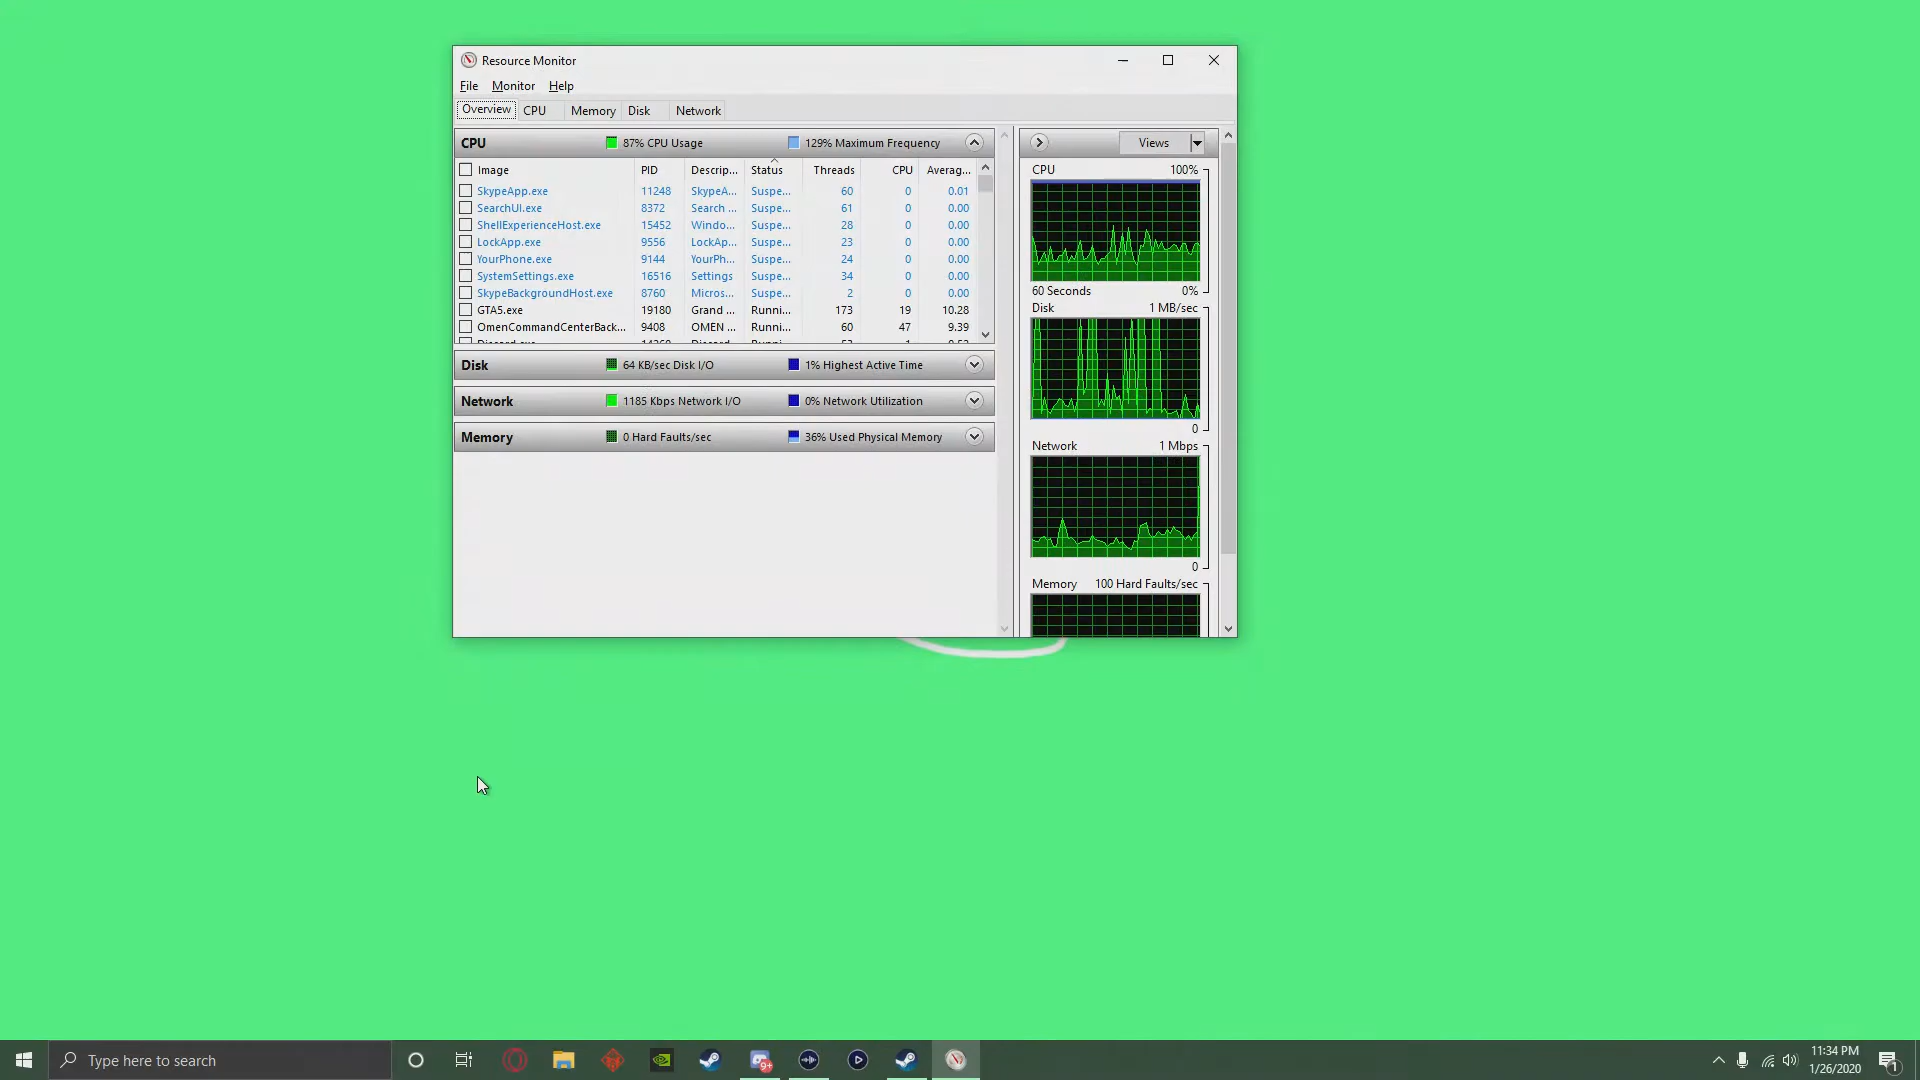 Resource Monitor
File Monitor Help
Overview CPU Memory Disk Network
CPU 87% CPU Usage 129% Maximum Frequency
Image PID Descrip... Status Threads CPU Averag...
SkypeApp.exe 11248 SkypeA... Suspe... 60 0 0.01
SearchUI.exe 8372 Search ... Suspe... 61 0 0.00
ShellExperienceHost.exe 15452 Windo... Suspe... 28 0 0.00
LockApp.exe 9556 LockAp... Suspe... 23 0 0.00
YourPhone.exe 9144 YourPh... Suspe... 24 0 0.00
SystemSettings.exe 16516 Settings Suspe... 34 0 0.00
SkypeBackgroundHost.exe 8760 Micros... Suspe... 2 0 0.00
GTA5.exe 19180 Grand ... Runni... 173 19 10.28
OmenCommandCenterBack... 9408 OMEN ... Runni... 60 47 9.39
Disk 64 KB/sec Disk I/O 1% Highest Active Time
Network 1185 Kbps Network I/O 0% Network Utilization
Memory 0 Hard Faults/sec 36% Used Physical Memory
Views
CPU 100%
60 Seconds 0%
Disk 1 MB/sec
0
Network 1 Mbps
0
Memory 100 Hard Faults/sec
Type here to search
9+
11:34 PM
1/26/2020
1